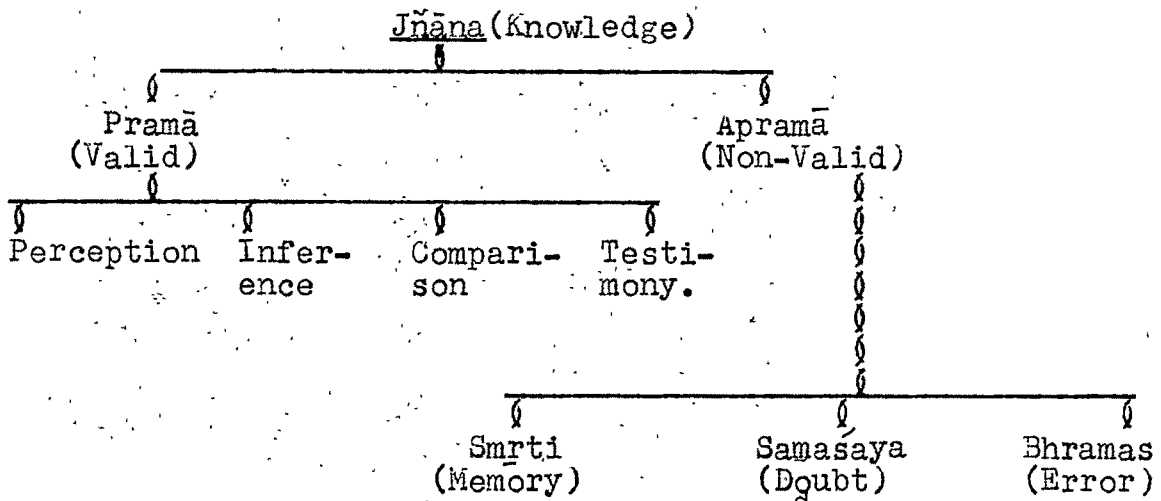 Jñāna(Knowledge)
Pramā Apramā
(Valid) (Non-Valid)
Perception Infer- Compari- Testi-
ence son mony.
Smrti Samaśaya Bhramas
(Memory) (Doubt) (Error)